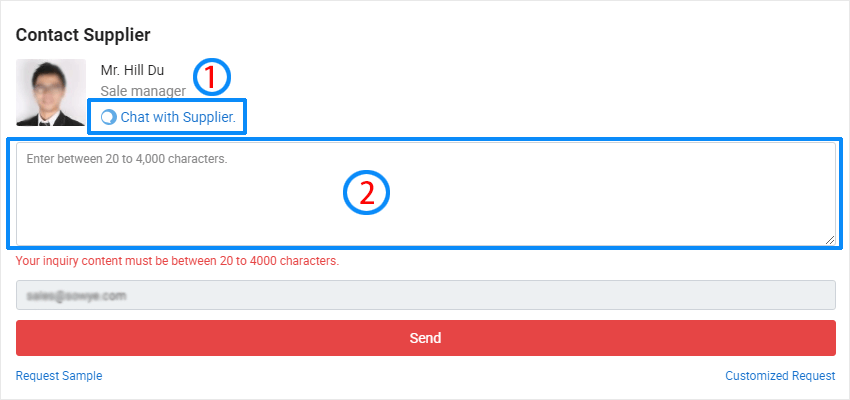 Contact Supplier
Mr. Hill Du
1
Sale manager
Chat with Supplier.
Enter between 20 to 4,000 characters.
2
Your inquiry content must be between 20 to 4000 characters.
Send
Request Sample
Customized Request